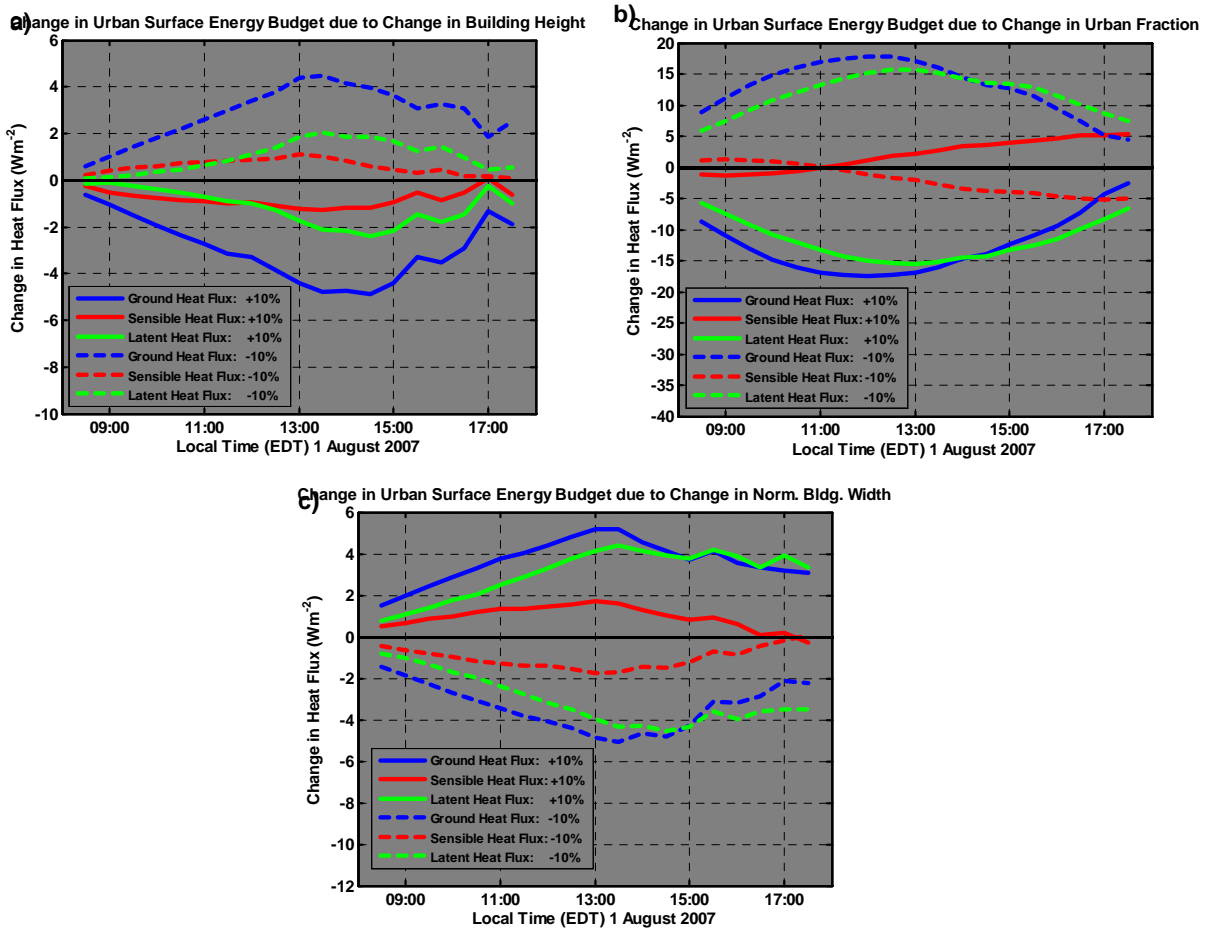 a)
Change in Urban Surface Energy Budget due to Change in Building Height
6
4
2
0
-2
-4
-6
-8
-10
Change in Heat Flux (Wm-2)
Ground Heat Flux: +10%
Sensible Heat Flux: +10%
Latent Heat Flux: +10%
Ground Heat Flux: -10%
Sensible Heat Flux: -10%
Latent Heat Flux: -10%
09:00 11:00 13:00 15:00 17:00
Local Time (EDT) 1 August 2007
b)
Change in Urban Surface Energy Budget due to Change in Urban Fraction
20
15
10
5
0
-5
-10
-15
-20
-25
-30
-35
-40
Change in Heat Flux (Wm-2)
Ground Heat Flux: +10%
Sensible Heat Flux: +10%
Latent Heat Flux: +10%
Ground Heat Flux: -10%
Sensible Heat Flux: -10%
Latent Heat Flux: -10%
09:00 11:00 13:00 15:00 17:00
Local Time (EDT) 1 August 2007
c)
Change in Urban Surface Energy Budget due to Change in Norm. Bldg. Width
6
4
2
0
-2
-4
-6
-8
-10
-12
Change in Heat Flux (Wm-2)
Ground Heat Flux: +10%
Sensible Heat Flux: +10%
Latent Heat Flux: +10%
Ground Heat Flux: -10%
Sensible Heat Flux: -10%
Latent Heat Flux: -10%
09:00 11:00 13:00 15:00 17:00
Local Time (EDT) 1 August 2007